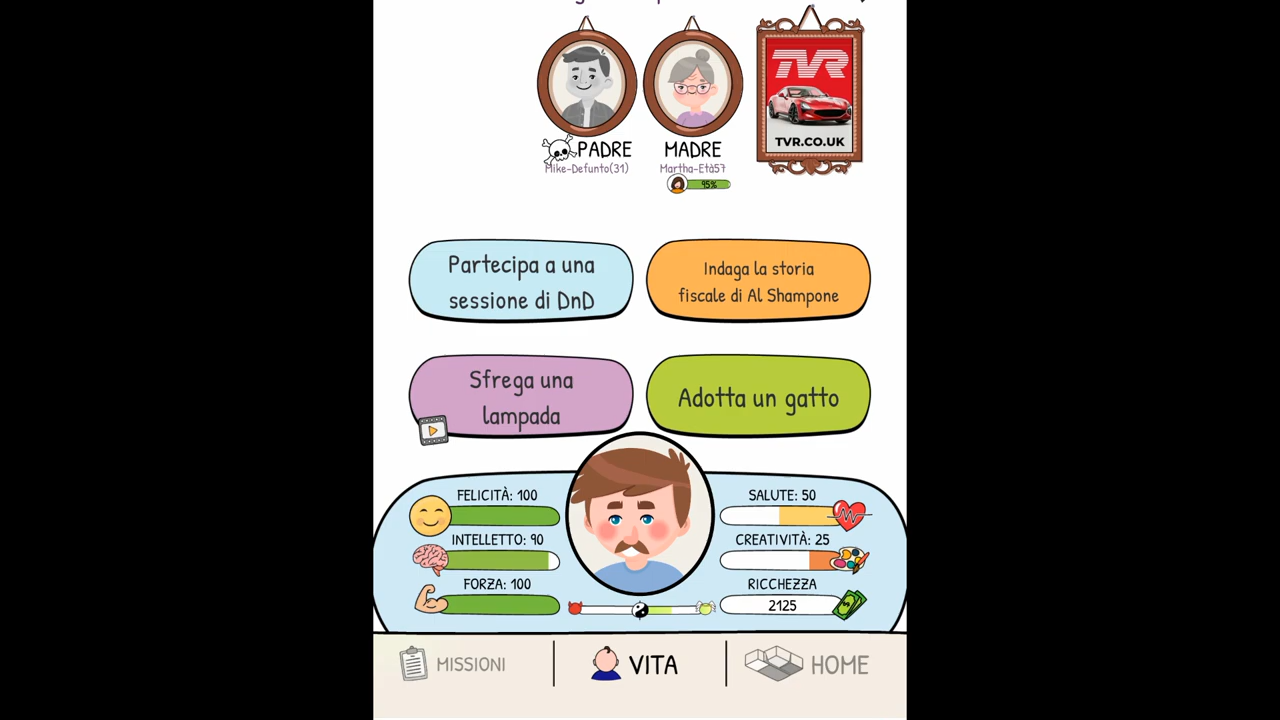 TVR
TVR.CO.UK
PADRE
MADRE
Mike-Defunto(31)
Martha-Età57
95%
Partecipa a una
sessione di DnD
Indaga la storia
fiscale di Al Shampone
Sfrega una
lampada
Adotta un gatto
FELICITÀ: 100
SALUTE: 50
INTELLETTO: 90
CREATIVITÀ: 25
FORZA: 100
RICCHEZZA
2125
MISSIONI
VITA
HOME